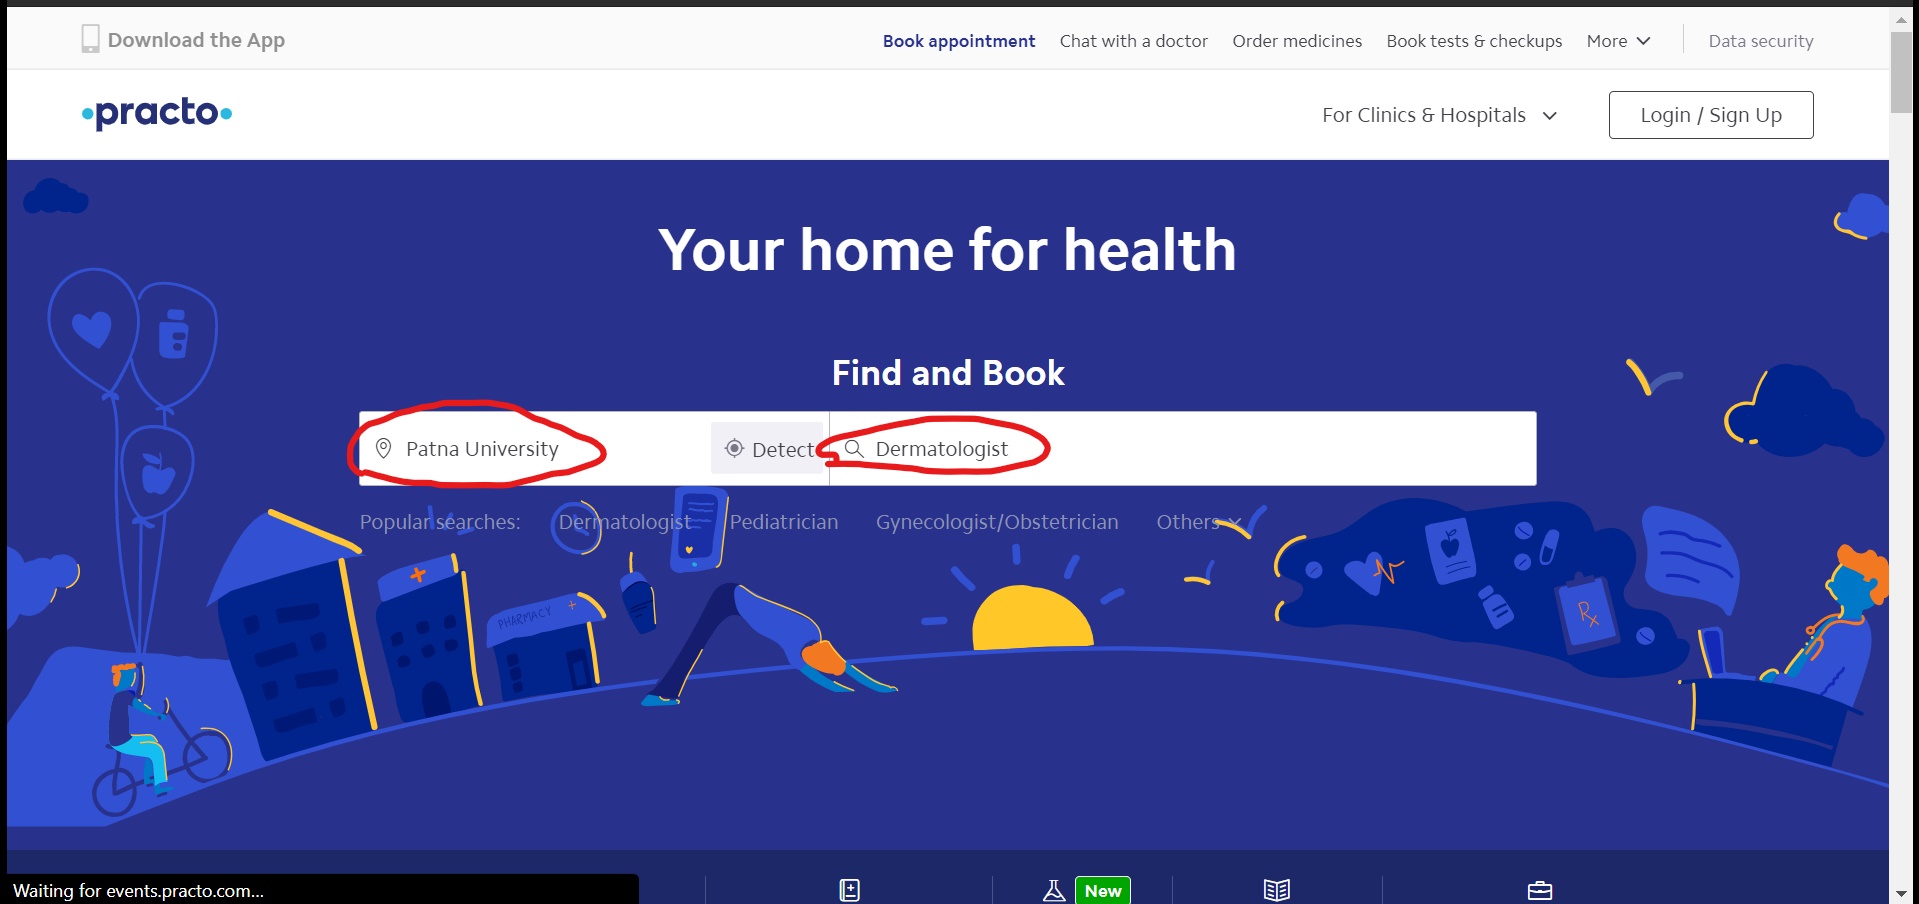 Download the App
Book appointment Chat with a doctor Order medicines Book tests & checkups More Data security
practo
For Clinics & Hospitals Login / Sign Up
Your home for health
Find and Book
Patna University Detect Dermatologist
Popular searches: Dermatologist Pediatrician Gynecologist/Obstetrician Others
PHARMACY
Rx
New
Waiting for events.practo.com...